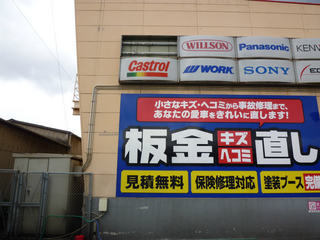 WILLSON Panasonic KENW
Castrol WORK SONY
小さなキズ・ヘコミから事故修理まで、
あなたの愛車をきれいに直します!
板金 キズ ヘコミ 直し
見積無料 保険修理対応 塗装ブース完備